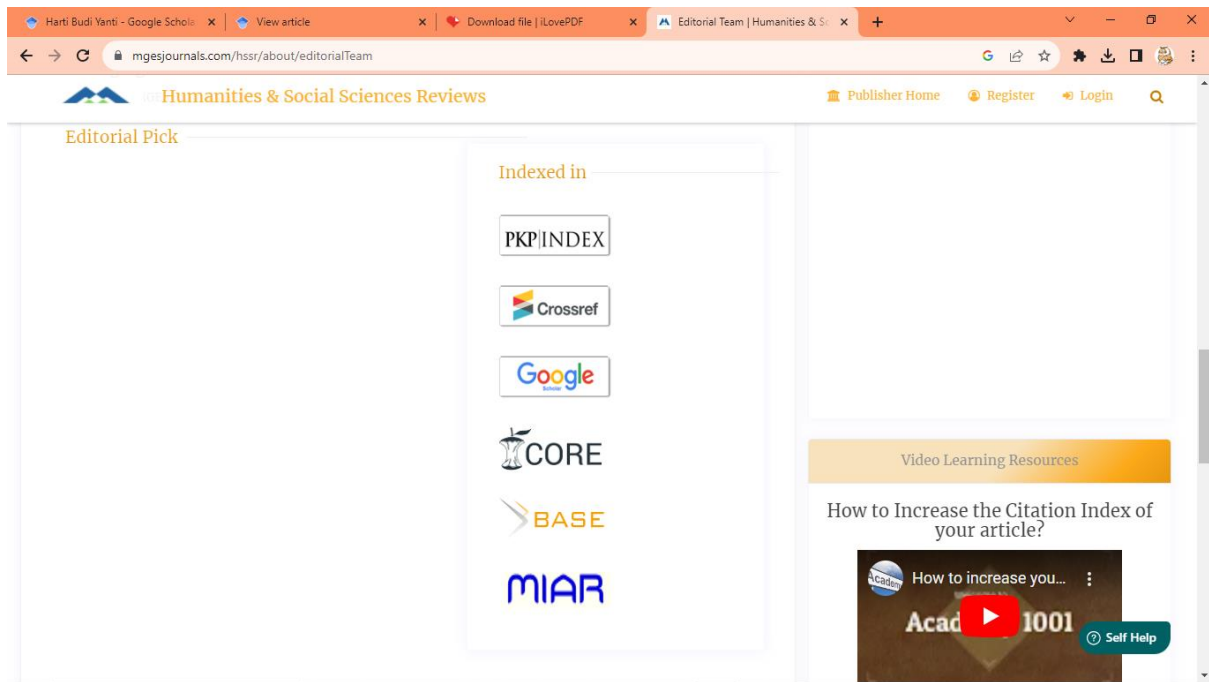 Harti Budi Yanti - Google Schola
View article
Download file | iLovePDF
Editorial Team | Humanities & So
mgesjournals.com/hssr/about/editorialTeam
Humanities & Social Sciences Reviews
Publisher Home
Register
Login
Editorial Pick
Indexed in
PKP|INDEX
Crossref
Google
Scholar
CORE
BASE
MIAR
Video Learning Resources
How to Increase the Citation Index of
your article?
Academy
How to increase you...
Acad 1001
Self Help